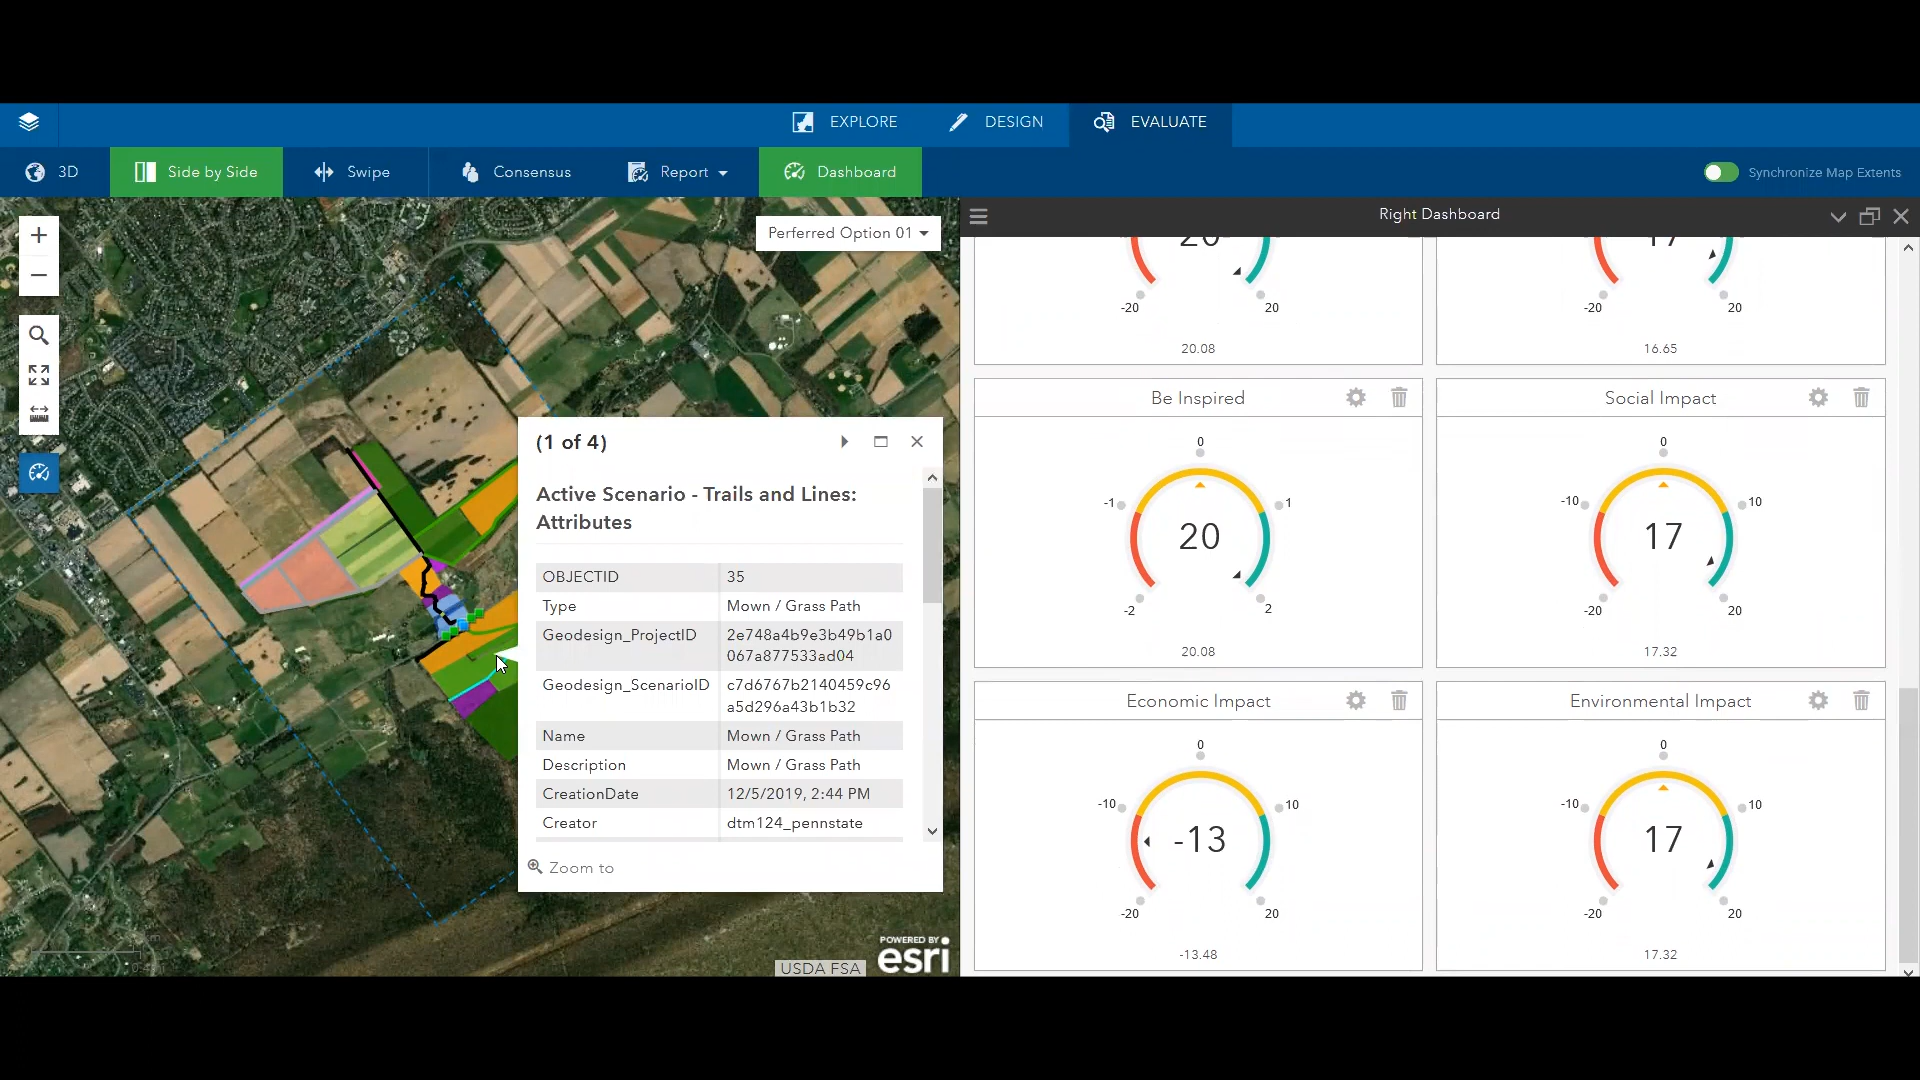 EXPLORE
DESIGN
EVALUATE
3D
Side by Side
Swipe
Consensus
Report
Dashboard
Synchronize Map Extents
Perferred Option 01
(1 of 4)
Active Scenario - Trails and Lines:
Attributes
OBJECTID 35
Type Mown / Grass Path
Geodesign_ProjectID 2e748a4b9e3b49b1a0
067a877533ad04
Geodesign_ScenarioID c7d6767b2140459c96
a5d296a43b1b32
Name Mown / Grass Path
Description Mown / Grass Path
CreationDate 12/5/2019, 2:44 PM
Creator dtm124_pennstate
Zoom to
USDA FSA
POWERED BY
esri
Right Dashboard
20
-20 20
20.08
17
-20 20
16.65
Be Inspired
0
-1 1
20
-2 2
20.08
Social Impact
0
-10 10
17
-20 20
17.32
Economic Impact
0
-10 10
-13
-20 20
-13.48
Environmental Impact
0
-10 10
17
-20 20
17.32